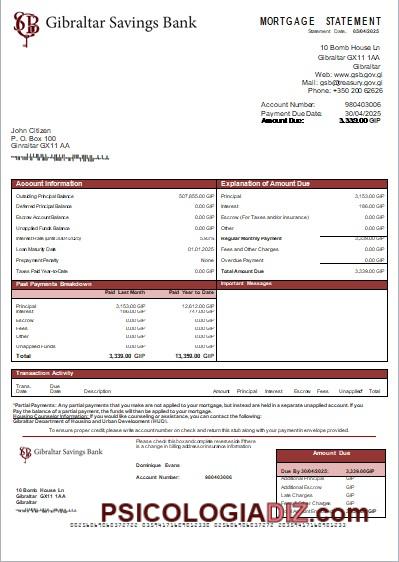 Gibraltar Savings Bank
MORTGAGE STATEMENT
Statement Date. 05/04/2025
10 Bomb House Ln
Gibraltar GX11 1AA
Gibraltar
Web: www.gsb.gov.gi
Mail: gsb@treasury.gov.gi
Phone: +350 200 62626
Account Number: 980403006
Payment Due Date: 30/04/2025
Amount Due: 3,339.00 GIP
John Citizen
P. O. Box 100
Gibraltar GX11 AA
Account Information
Outstanding Principal Balance 507,855.00 GIP
Deferred Principal Balance 0.00 GIP
Escrow Account Balance 0.00 GIP
Unapplied Funds Balance 0.00 GIP
Loan Maturity Date 01.01.2025
Prepayment Penalty None
Taxes Paid Year-to-Date 0.00 GIP
Explanation of Amount Due
Principal 3,153.00 GIP
Interest 186.00 GIP
Escrow (For Taxes and/or Insurance) 0.00 GIP
Other 0.00 GIP
Regular Monthly Payment 3,339.00 GIP
Fees and Other Charges 0.00 GIP
Overdue Payment 0.00 GIP
Total Amount Due 3,339.00 GIP
Past Payments Breakdown
Paid Last Month Paid Year to Date
Principal 3,153.00 GIP 12,612.00 GIP
Interest 186.00 GIP 747.00 GIP
Escrow 0.00 GIP 0.00 GIP
Fees 0.00 GIP 0.00 GIP
Other 0.00 GIP 0.00 GIP
Unapplied Funds 0.00 GIP 0.00 GIP
Total 3,339.00 GIP 13,359.00 GIP
Important Messages
Transaction Activity
Trans. Date Due Date Description Amount Principal Interest Escrow Fees Unapplied Total
*Partial Payments: Any partial payments that you make are not applied to your mortgage, but instead are held in a separate unapplied account. If you
Pay the balance of a partial payment, the funds will then be applied to your mortgage.
Housing Counselor Information: If you would like counseling or assistance, you can contact the following:
Gibraltar Department of Housing and Urban Development (HUD).
To ensure proper credit please write account number on check and return this stub along with your payment in envelope provided.
Gibraltar Savings Bank
Please check this box and complete reverse side if there
is a change in billing address or insurance information
Dominique Evans
Account Number: 980403006
10 Bomb House Ln
Gibraltar GX11 1AA
Gibraltar
Amount Due
Due By 30/04/2025: 3,339.00GIP
Additional Principal GIP
Additional Escrow GIP
Late Charges GIP
Other Charges GIP
PSICOLOGIADIZ.com